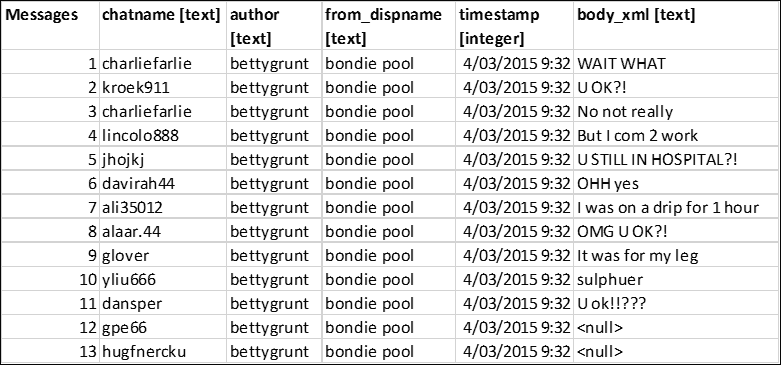 Messages chatname [text] author [text] from_dispname [text] timestamp [integer] body_xml [text]
1 charliefarlie bettygrunt bondie pool 4/03/2015 9:32 WAIT WHAT
2 kroek911 bettygrunt bondie pool 4/03/2015 9:32 U OK?!
3 charliefarlie bettygrunt bondie pool 4/03/2015 9:32 No not really
4 lincolo888 bettygrunt bondie pool 4/03/2015 9:32 But I com 2 work
5 jhojkj bettygrunt bondie pool 4/03/2015 9:32 U STILL IN HOSPITAL?!
6 davirah44 bettygrunt bondie pool 4/03/2015 9:32 OHH yes
7 ali35012 bettygrunt bondie pool 4/03/2015 9:32 I was on a drip for 1 hour
8 alaar.44 bettygrunt bondie pool 4/03/2015 9:32 OMG U OK?!
9 glover bettygrunt bondie pool 4/03/2015 9:32 It was for my leg
10 yliu666 bettygrunt bondie pool 4/03/2015 9:32 sulphuer
11 dansper bettygrunt bondie pool 4/03/2015 9:32 U ok!!???
12 gpe66 bettygrunt bondie pool 4/03/2015 9:32 <null>
13 hugfnercku bettygrunt bondie pool 4/03/2015 9:32 <null>